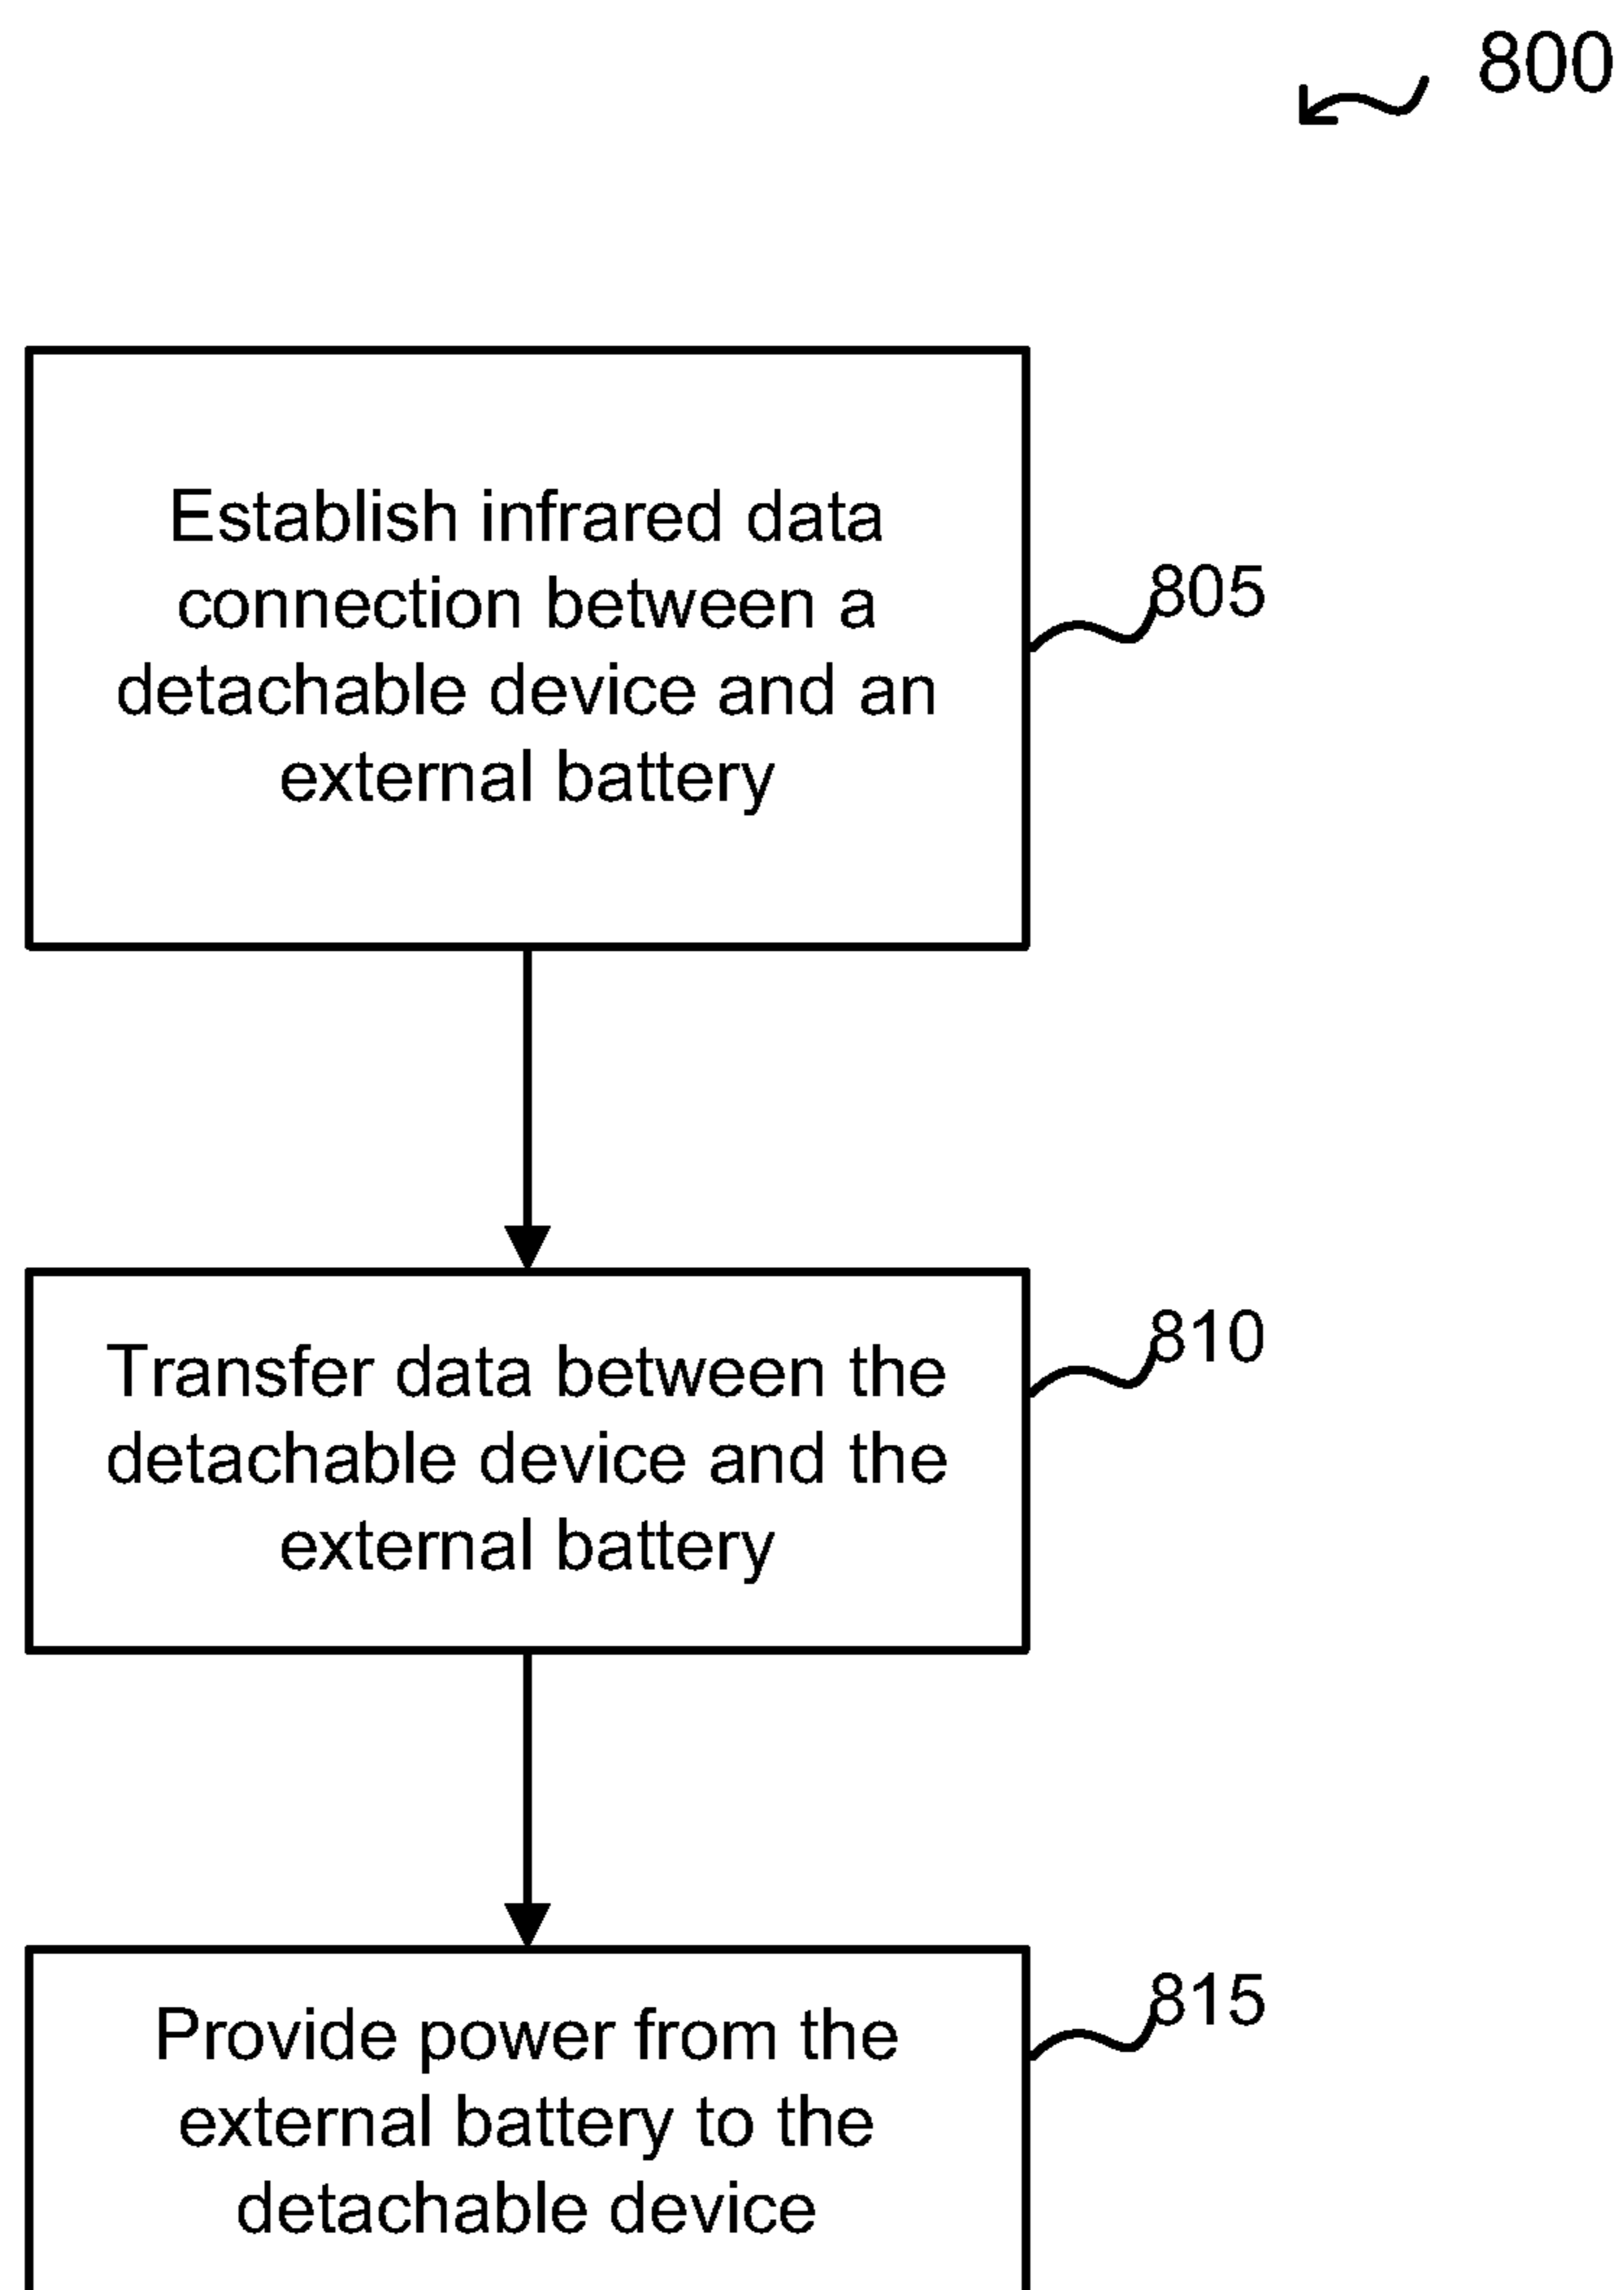 800
Establish infrared data
connection between a
detachable device and an
external battery
805
Transfer data between the
detachable device and the
external battery
810
Provide power from the
external battery to the
detachable device
815